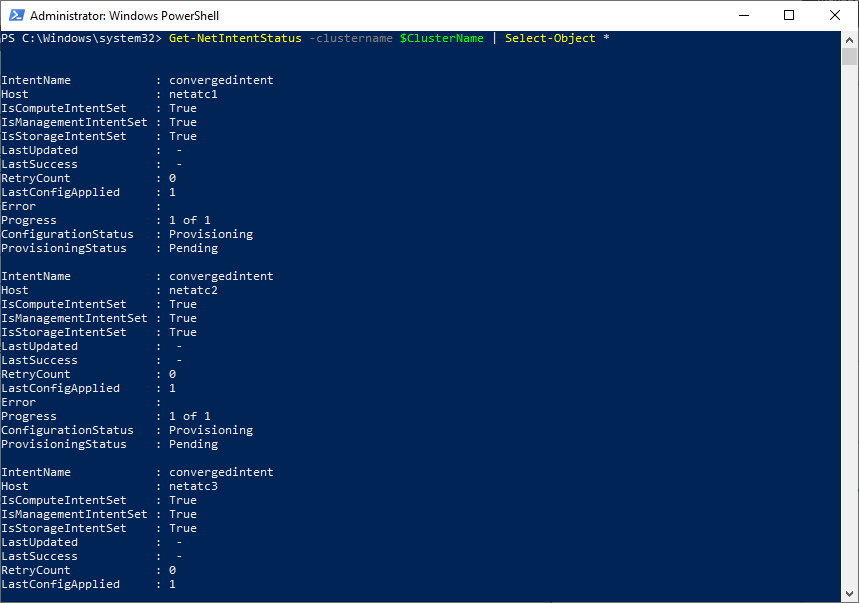 Administrator: Windows PowerShell
PS C:\Windows\system32> Get-NetIntentStatus -clustername $ClusterName | Select-Object *
IntentName            : convergedintent
Host                  : netatc1
IsComputeIntentSet    : True
IsManagementIntentSet : True
IsStorageIntentSet    : True
LastUpdated           :  -
LastSuccess           :  -
RetryCount            : 0
LastConfigApplied     : 1
Error                 :
Progress              : 1 of 1
ConfigurationStatus   : Provisioning
ProvisioningStatus    : Pending
IntentName            : convergedintent
Host                  : netatc2
IsComputeIntentSet    : True
IsManagementIntentSet : True
IsStorageIntentSet    : True
LastUpdated           :  -
LastSuccess           :  -
RetryCount            : 0
LastConfigApplied     : 1
Error                 :
Progress              : 1 of 1
ConfigurationStatus   : Provisioning
ProvisioningStatus    : Pending
IntentName            : convergedintent
Host                  : netatc3
IsComputeIntentSet    : True
IsManagementIntentSet : True
IsStorageIntentSet    : True
LastUpdated           :  -
LastSuccess           :  -
RetryCount            : 0
LastConfigApplied     : 1